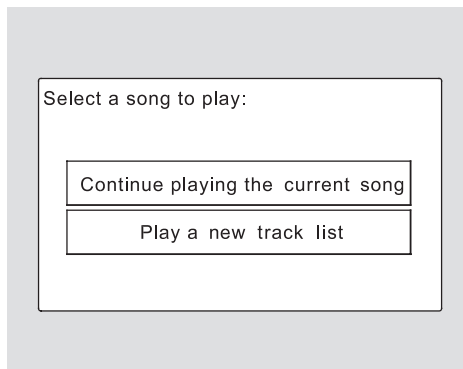 Select a song to play:
Continue playing the current song
Play a new track list